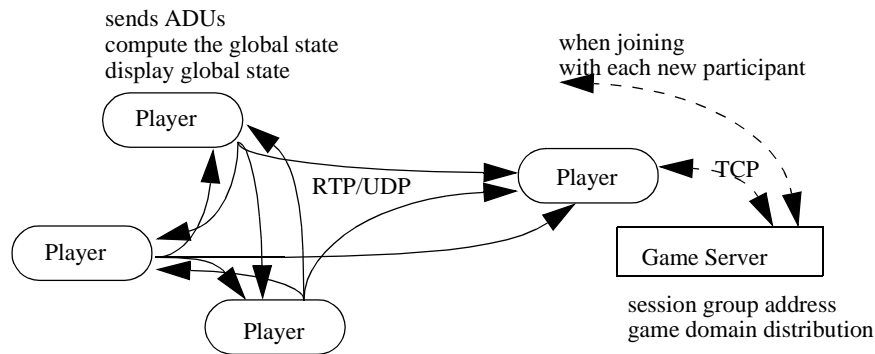 sends ADUs
compute the global state
display global state
when joining
with each new participant
Player
RTP/UDP
Player
TCP
Player
Game Server
Player
session group address
game domain distribution